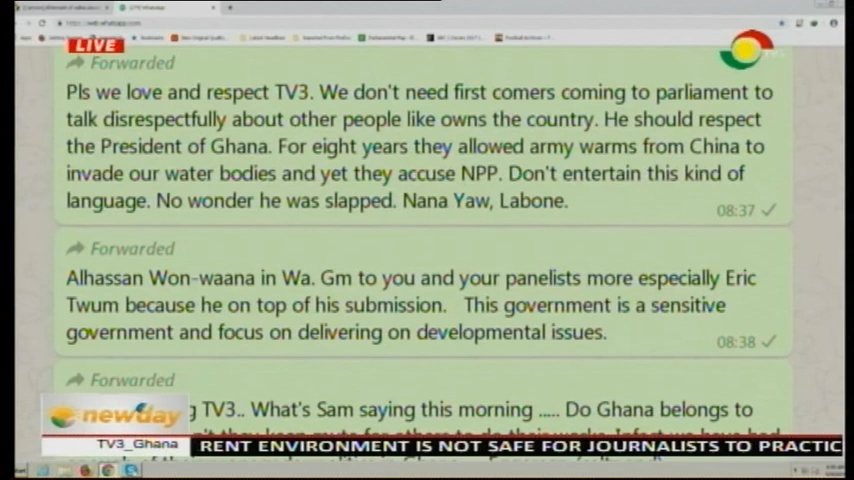 LIVE
Forwarded
Pls we love and respect TV3. We don't need first comers coming to parliament to
talk disrespectfully about other people like owns the country. He should respect
the President of Ghana. For eight years they allowed army warms from China to
invade our water bodies and yet they accuse NPP. Don't entertain this kind of
language. No wonder he was slapped. Nana Yaw, Labone.
08:37
Forwarded
Alhassan Won-waana in Wa. Gm to you and your panelists more especially Eric
Twum because he on top of his submission. This government is a sensitive
government and focus on delivering on developmental issues.
08:38
Forwarded
TV3.. What's Sam saying this morning ..... Do Ghana belongs to
newday
TV3_Ghana
RENT ENVIRONMENT IS NOT SAFE FOR JOURNALISTS TO PRACTIC